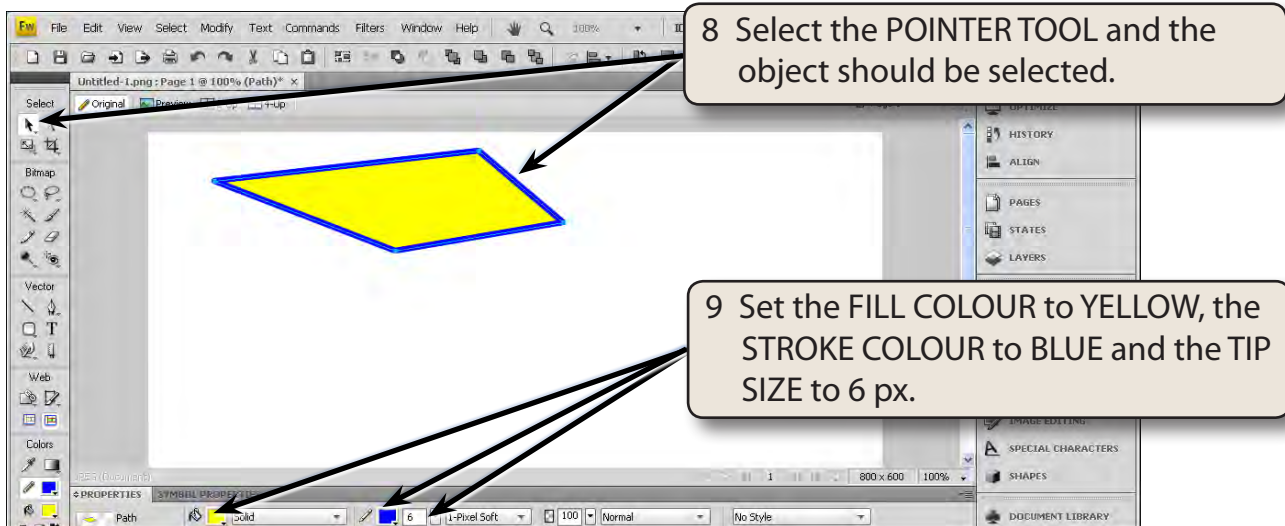 Fw File Edit View Select Modify Text Commands Filters Window Help 100%
8 Select the POINTER TOOL and the
object should be selected.
Untitled-1.png : Page 1 @ 100% (Path)* ×
Select
Original Preview
OPTIMIZE
HISTORY
ALIGN
Bitmap
PAGES
STATES
LAYERS
Vector
T
9 Set the FILL COLOUR to YELLOW, the
STROKE COLOUR to BLUE and the TIP
SIZE to 6 px.
Web
IMAGE EDITING
Colors
SPECIAL CHARACTERS
1 800 x 600 100%
SHAPES
PROPERTIES SYMBOL PROPERTIES
Path Solid 6 1-Pixel Soft 100 Normal No Style
DOCUMENT LIBRARY